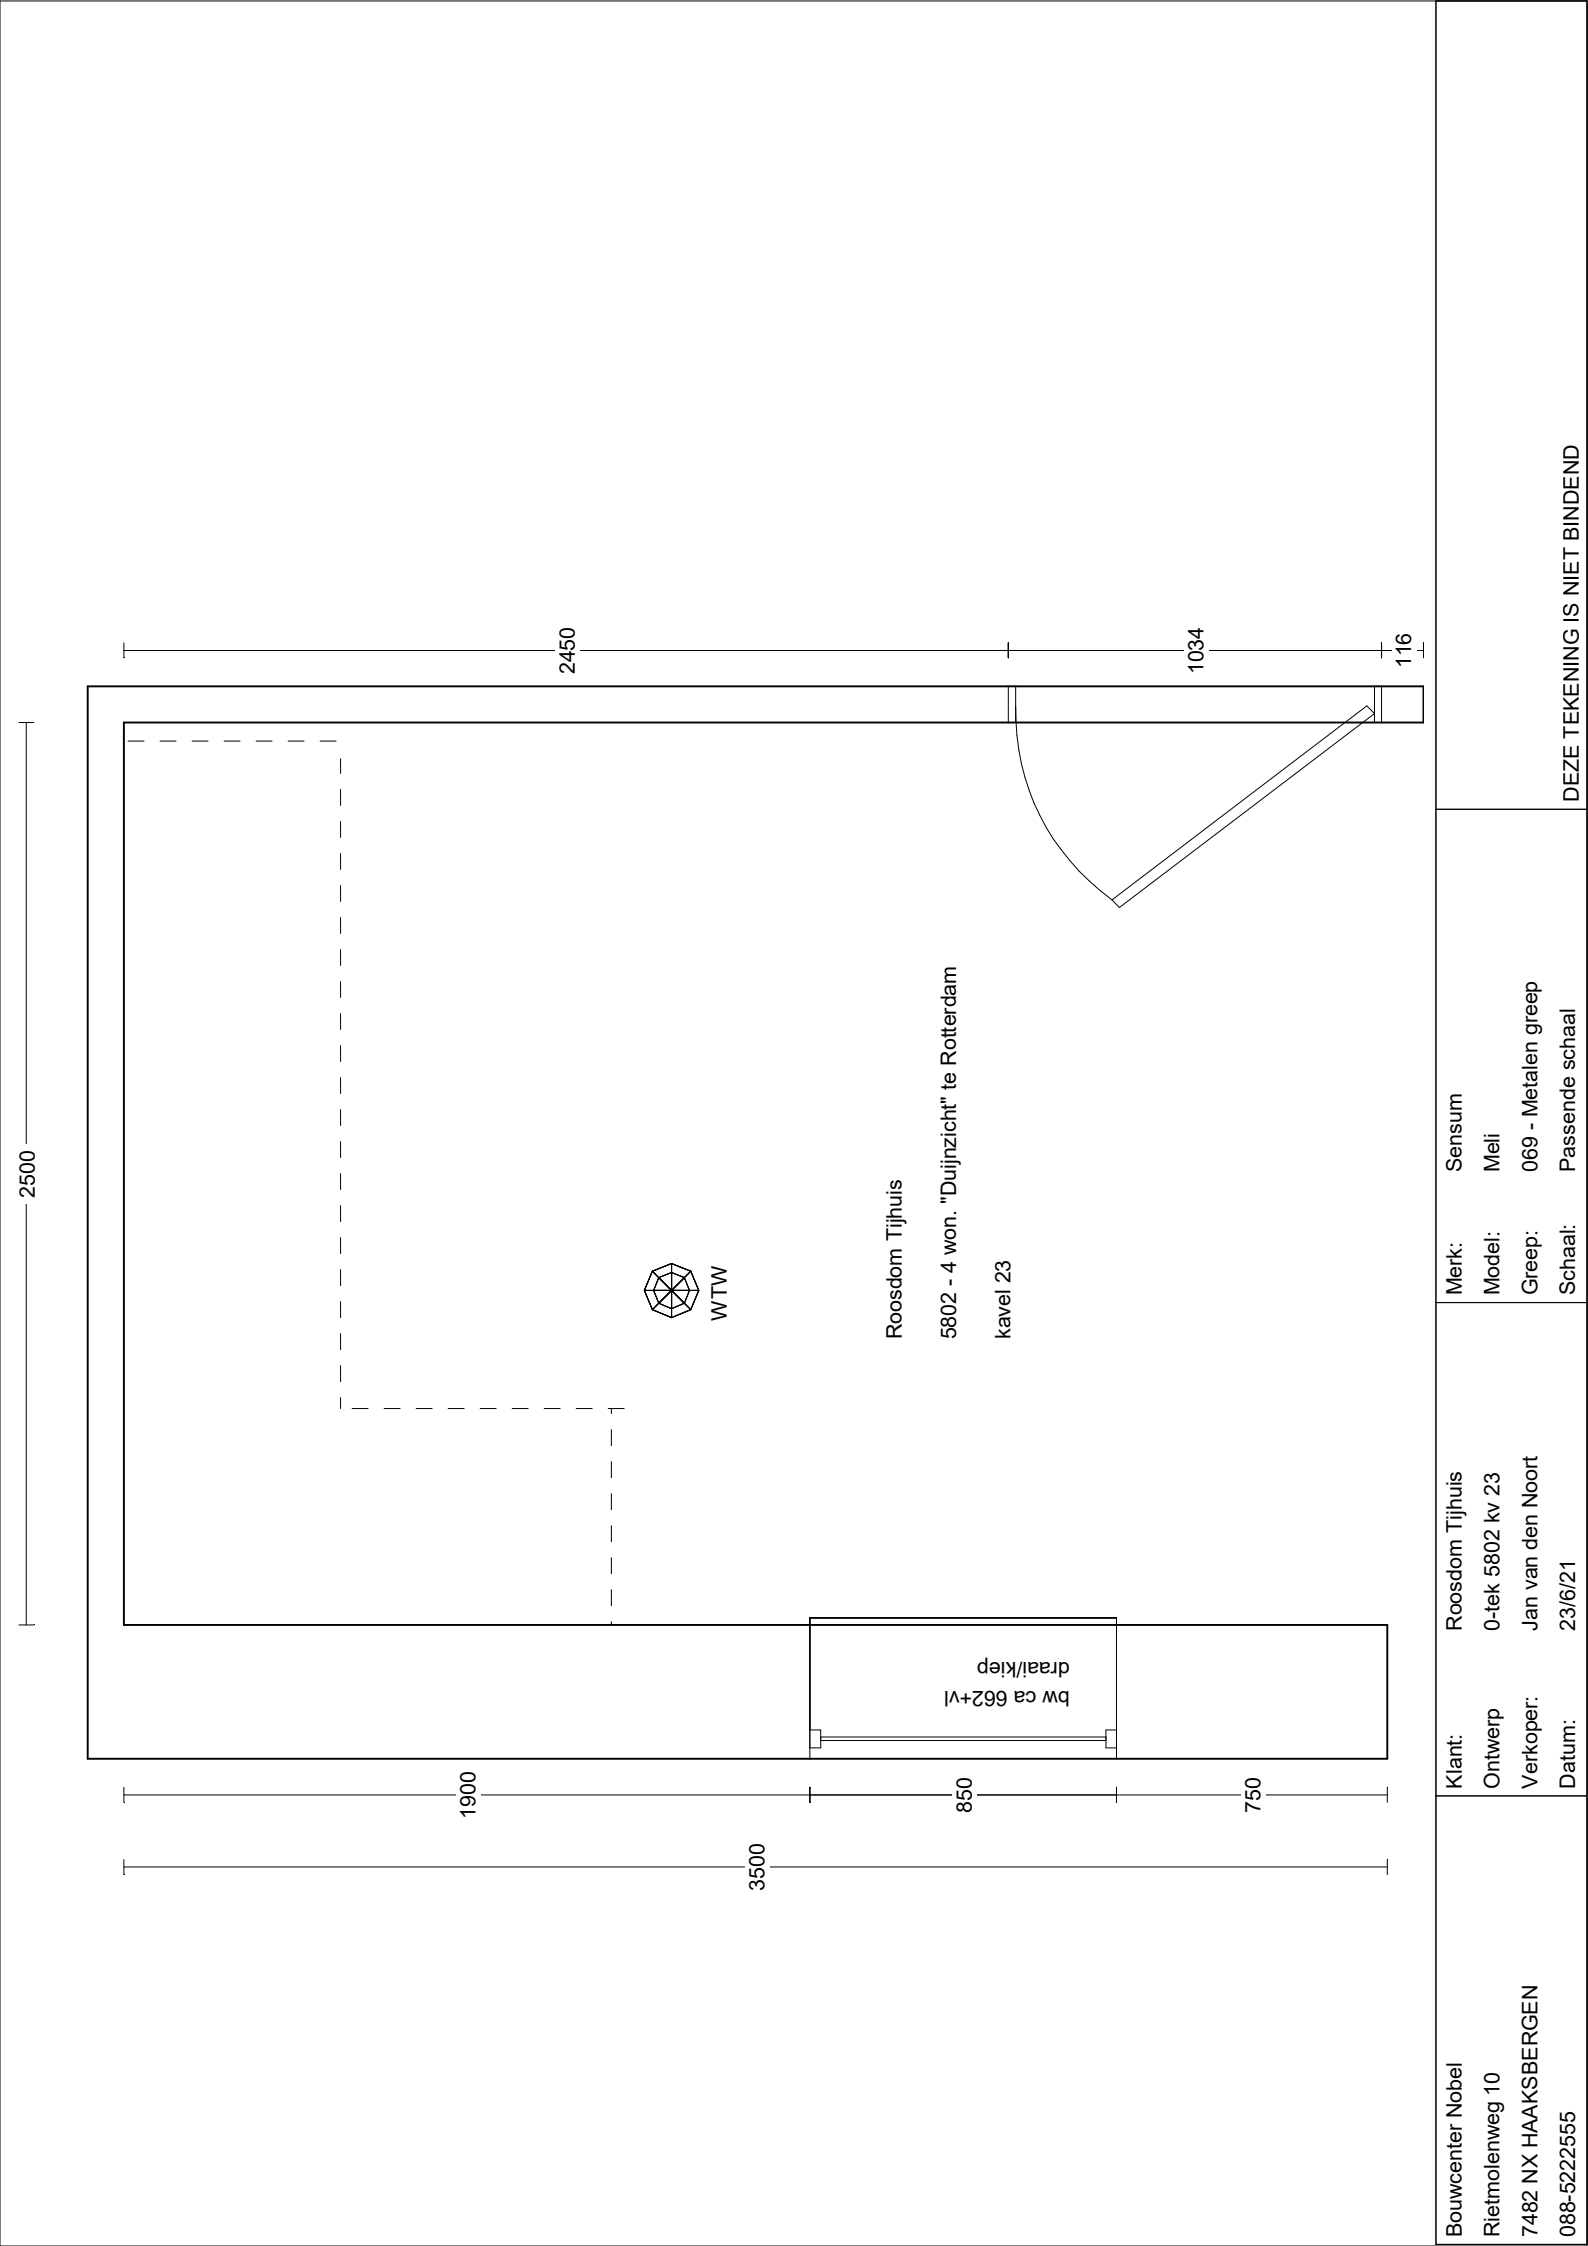 2500
2450
1034
116
1900
850
750
3500
WTW
Roosdom Tijhuis
5802 - 4 won. "Duijnzicht" te Rotterdam
kavel 23
bw ca 662+vl
draai/kiep
Bouwcenter Nobel
Rietmolenweg 10
7482 NX HAAKSBERGEN
088-5222555
Klant: Roosdom Tijhuis
Ontwerp 0-tek 5802 kv 23
Verkoper: Jan van den Noort
Datum: 23/6/21
Merk: Sensum
Model: Meli
Greep: 069 - Metalen greep
Schaal: Passende schaal
DEZE TEKENING IS NIET BINDEND